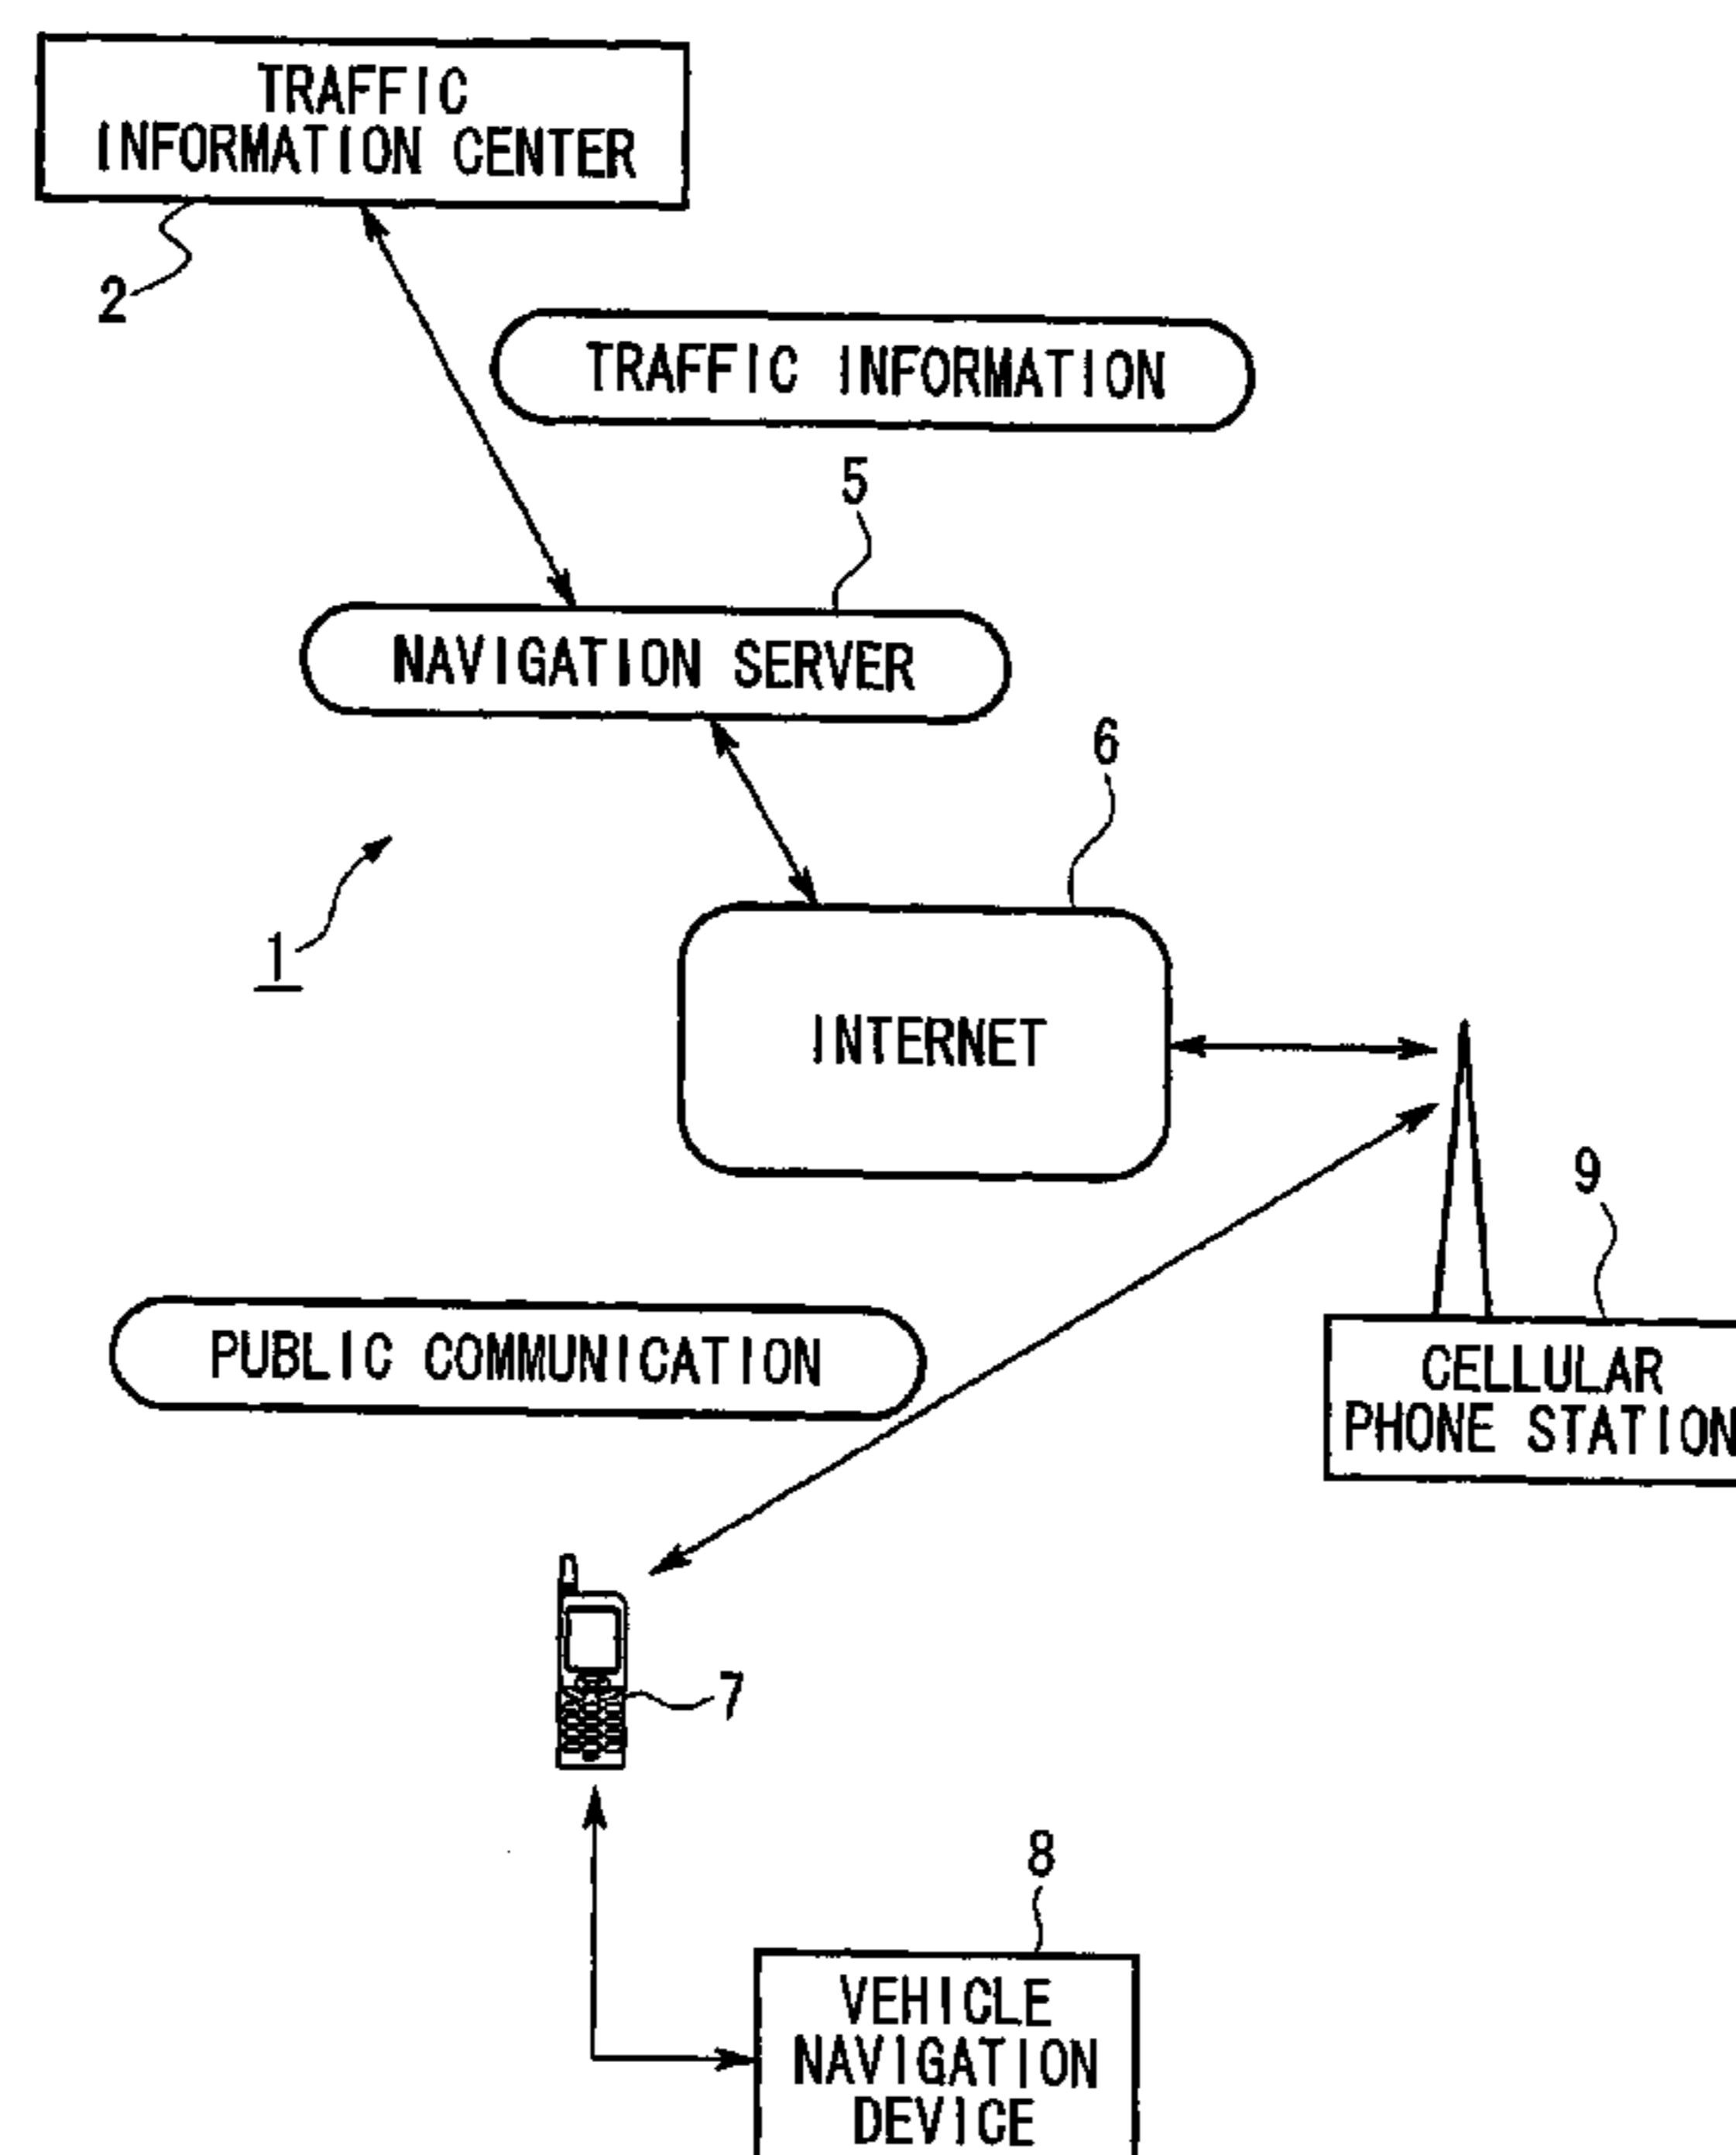 TRAFFIC
INFORMATION CENTER
2
TRAFFIC INFORMATION
5
NAVIGATION SERVER
6
1
INTERNET
9
PUBLIC COMMUNICATION
CELLULAR
PHONE STATION
7
8
VEHICLE
NAVIGATION
DEVICE